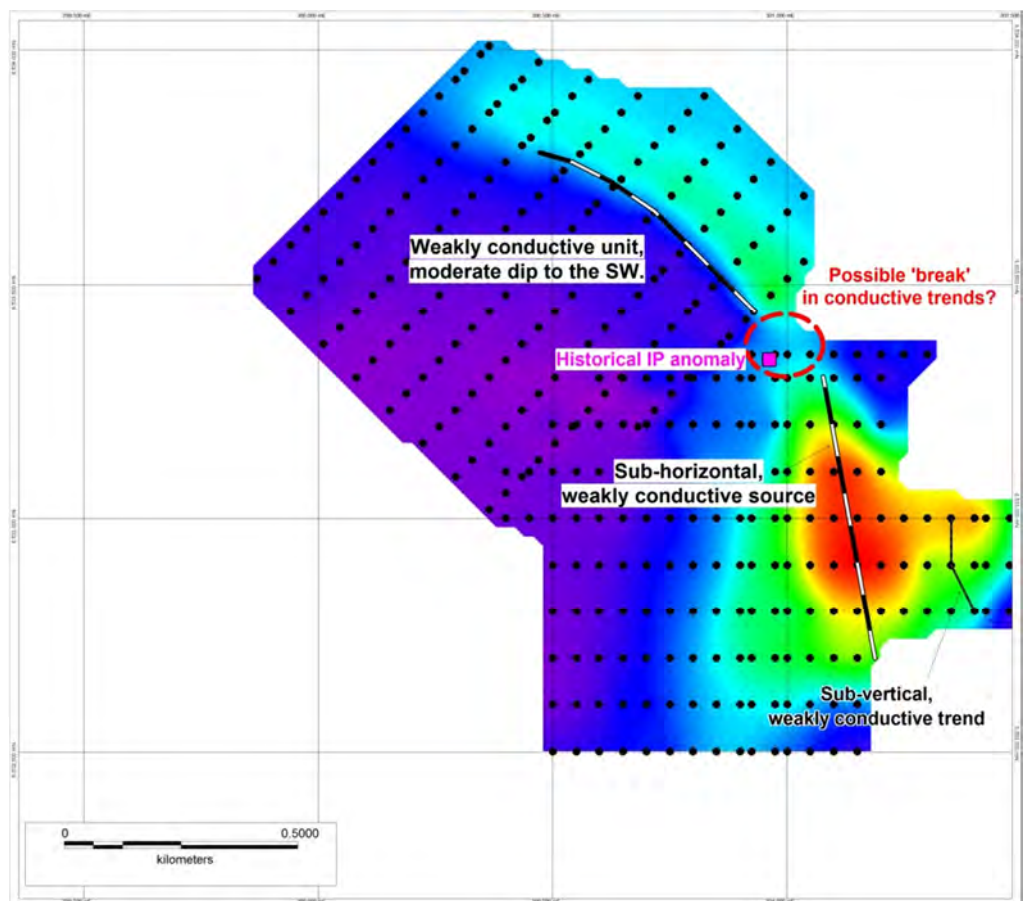 Weakly conductive unit,
moderate dip to the SW.
Possible 'break'
in conductive trends?
Historical IP anomaly
Sub-horizontal,
weakly conductive source
Sub-vertical,
weakly conductive trend
0 0.5000
kilometers